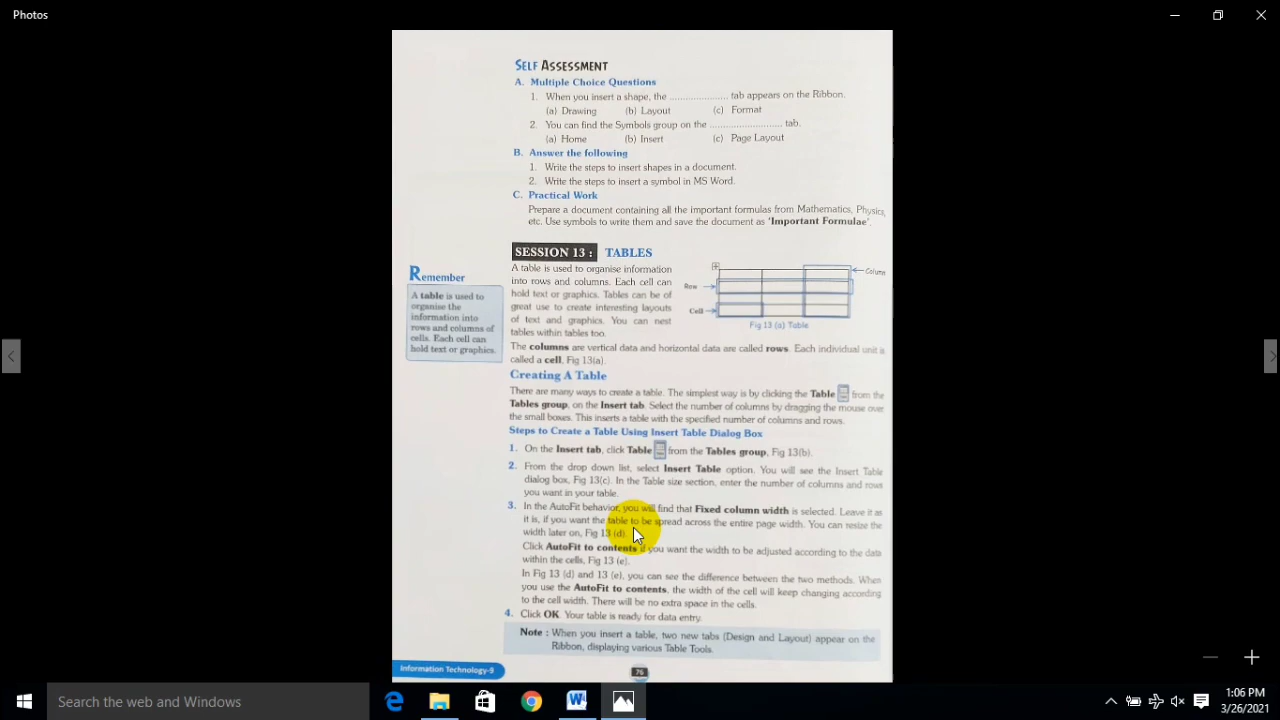 Photos
SELF ASSESSMENT
A. Multiple Choice Questions
1. When you insert a shape, the ...................... tab appears on the Ribbon.
(a) Drawing (b) Layout (c) Format
2. You can find the Symbols group on the ........................... tab.
(a) Home (b) Insert (c) Page Layout
B. Answer the following
1. Write the steps to insert shapes in a document.
2. Write the steps to insert a symbol in MS Word.
C. Practical Work
Prepare a document containing all the important formulas from Mathematics, Physics,
etc. Use symbols to write them and save the document as 'Important Formulae'.
SESSION 13 : TABLES
A table is used to organise information
into rows and columns. Each cell can
hold text or graphics. Tables can be of
great use to create interesting layouts
of text and graphics. You can nest
tables within tables too.
Column
Row
Cell
Fig 13 (a) Table
Remember
A table is used to
organise the
information into
rows and columns of
cells. Each cell can
hold text or graphics.
The columns are vertical data and horizontal data are called rows. Each individual unit is
called a cell, Fig 13(a).
Creating A Table
There are many ways to create a table. The simplest way is by clicking the Table from the
Tables group, on the Insert tab. Select the number of columns by dragging the mouse over
the small boxes. This inserts a table with the specified number of columns and rows.
Steps to Create a Table Using Insert Table Dialog Box
1. On the Insert tab, click Table from the Tables group, Fig 13(b).
2. From the drop down list, select Insert Table option. You will see the Insert Table
dialog box, Fig 13(c). In the Table size section, enter the number of columns and rows
you want in your table.
3. In the AutoFit behavior, you will find that Fixed column width is selected. Leave it as
it is, if you want the table to be spread across the entire page width. You can resize the
width later on, Fig 13 (d).
Click AutoFit to contents if you want the width to be adjusted according to the data
within the cells, Fig 13 (e).
In Fig 13 (d) and 13 (e), you can see the difference between the two methods. When
you use the AutoFit to contents, the width of the cell will keep changing according
to the cell width. There will be no extra space in the cells.
4. Click OK. Your table is ready for data entry.
Note : When you insert a table, two new tabs (Design and Layout) appear on the
Ribbon, displaying various Table Tools.
Information Technology-9
76
Search the web and Windows
1:06 PM
3/26/2021